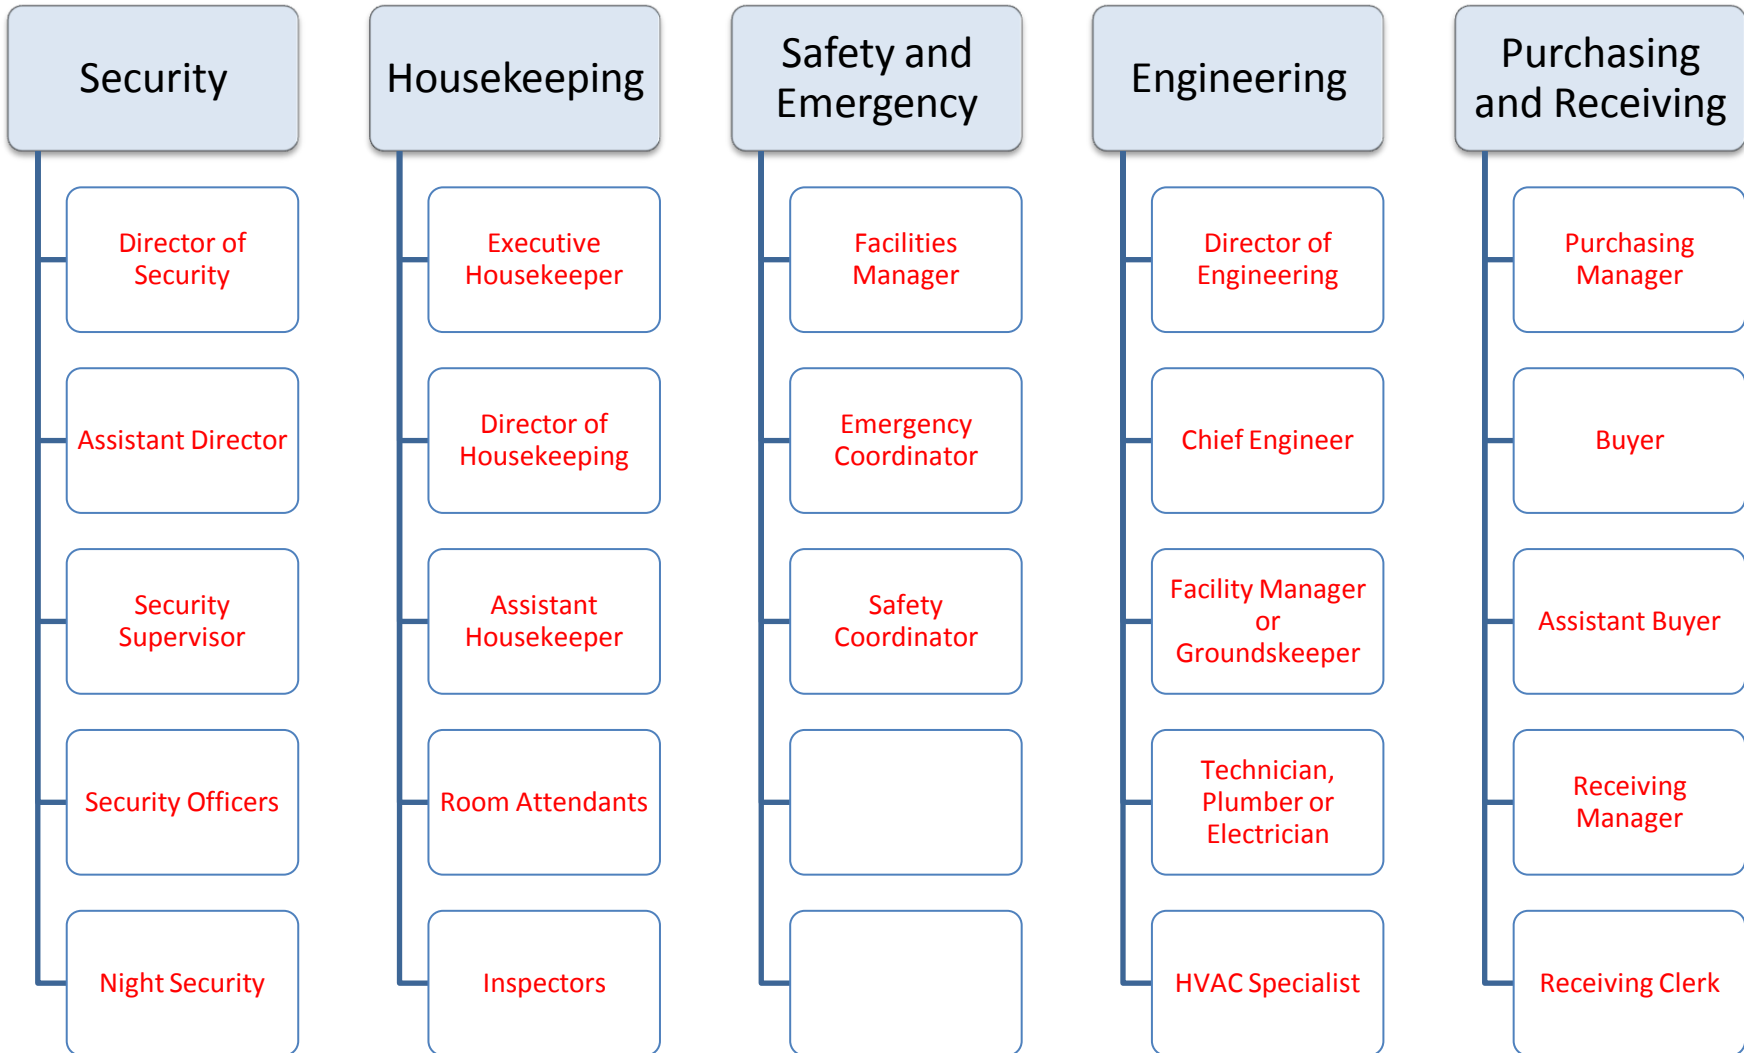 Security
Director of
Security
Assistant Director
Security
Supervisor
Security Officers
Night Security
Housekeeping
Executive
Housekeeper
Director of
Housekeeping
Assistant
Housekeeper
Room Attendants
Inspectors
Safety and
Emergency
Facilities
Manager
Emergency
Coordinator
Safety
Coordinator
Engineering
Director of
Engineering
Chief Engineer
Facility Manager
or
Groundskeeper
Technician,
Plumber or
Electrician
HVAC Specialist
Purchasing
and Receiving
Purchasing
Manager
Buyer
Assistant Buyer
Receiving
Manager
Receiving Clerk